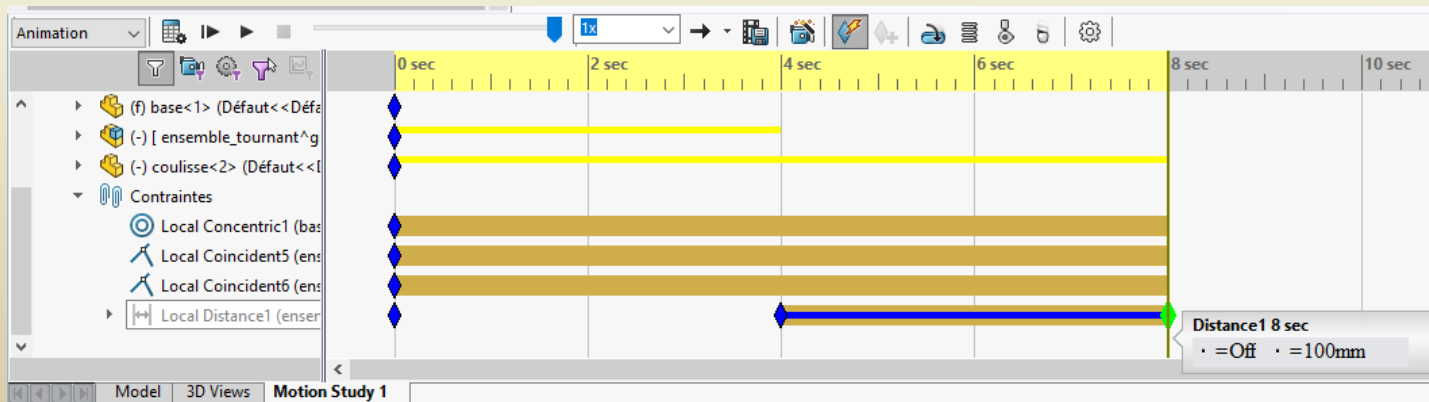 Animation
1x
0 sec 2 sec 4 sec 6 sec 8 sec 10 sec
(f) base<1> (Défaut<<Défa
(-) [ ensemble_tournant^g
(-) coulisse<2> (Défaut<<D
Contraintes
Local Concentric1 (bas
Local Coincident5 (ens
Local Coincident6 (ens
Local Distance1 (enser
Distance1 8 sec
· =Off · =100mm
Model 3D Views Motion Study 1